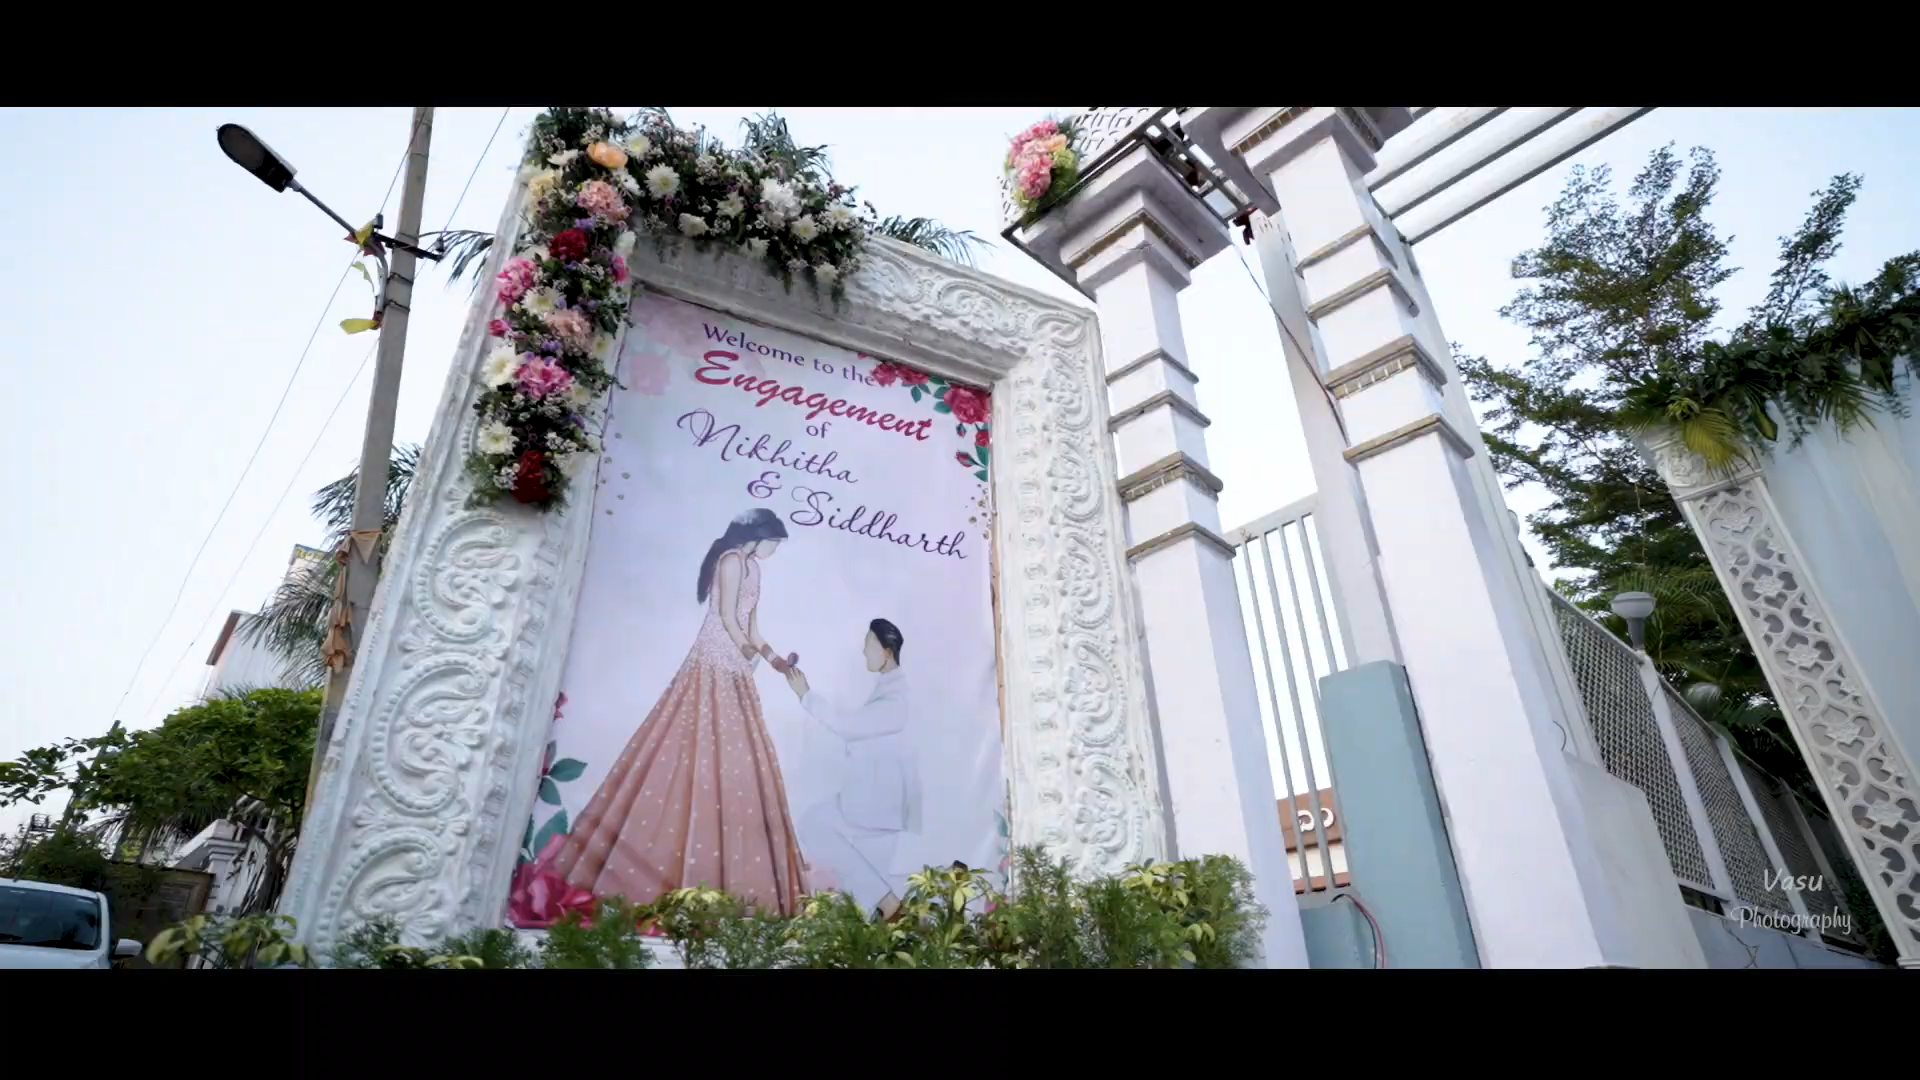 Welcome to the
Engagement
of
Nikhitha
& Siddharth
Vasu
Photography